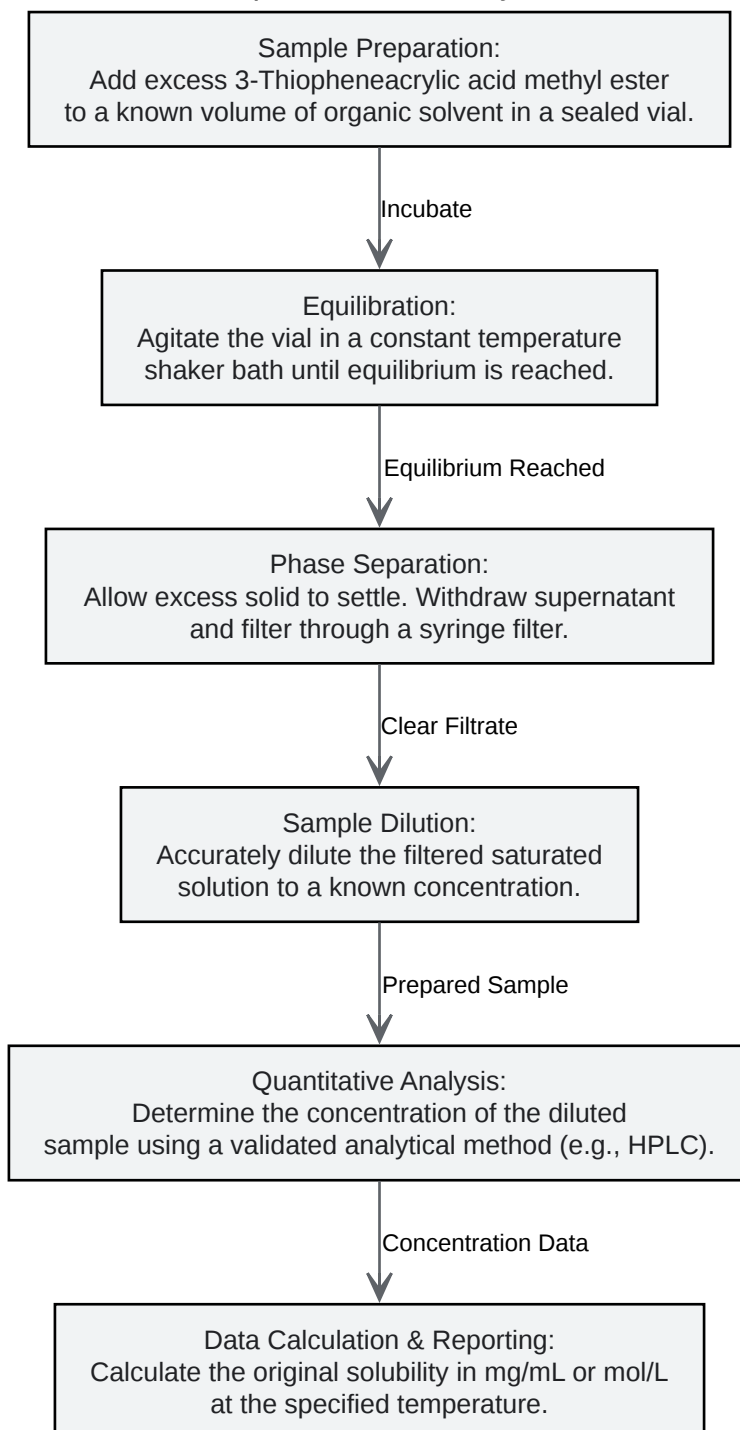 Sample Preparation:
Add excess 3-Thiopheneacrylic acid methyl ester
to a known volume of organic solvent in a sealed vial.
Incubate
Equilibration:
Agitate the vial in a constant temperature
shaker bath until equilibrium is reached.
Equilibrium Reached
Phase Separation:
Allow excess solid to settle. Withdraw supernatant
and filter through a syringe filter.
Clear Filtrate
Sample Dilution:
Accurately dilute the filtered saturated
solution to a known concentration.
Prepared Sample
Quantitative Analysis:
Determine the concentration of the diluted
sample using a validated analytical method (e.g., HPLC).
Concentration Data
Data Calculation & Reporting:
Calculate the original solubility in mg/mL or mol/L
at the specified temperature.